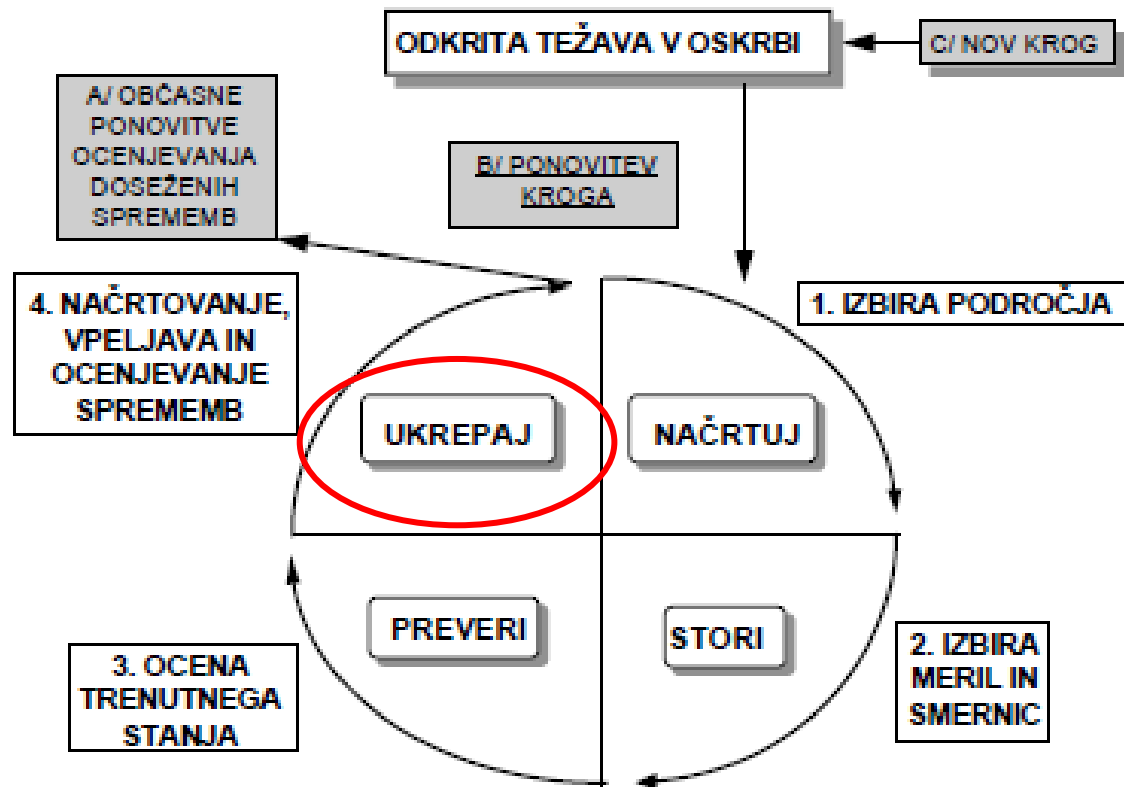 ODKRITA TEŽAVA V OSKRBI
C/ NOV KROG
A/ OBČASNE
PONOVITVE
OCENJEVANJA
DOSEŽENIH
SPREMEMB
B/ PONOVITEV
KROGA
4. NAČRTOVANJE,
VPELJAVA IN
OCENJEVANJE
SPREMEMB
1. IZBIRA PODROČJA
UKREPAJ
NAČRTUJ
PREVERI
STORI
3. OCENA
TRENUTNEGA
STANJA
2. IZBIRA
MERIL IN
SMERNIC